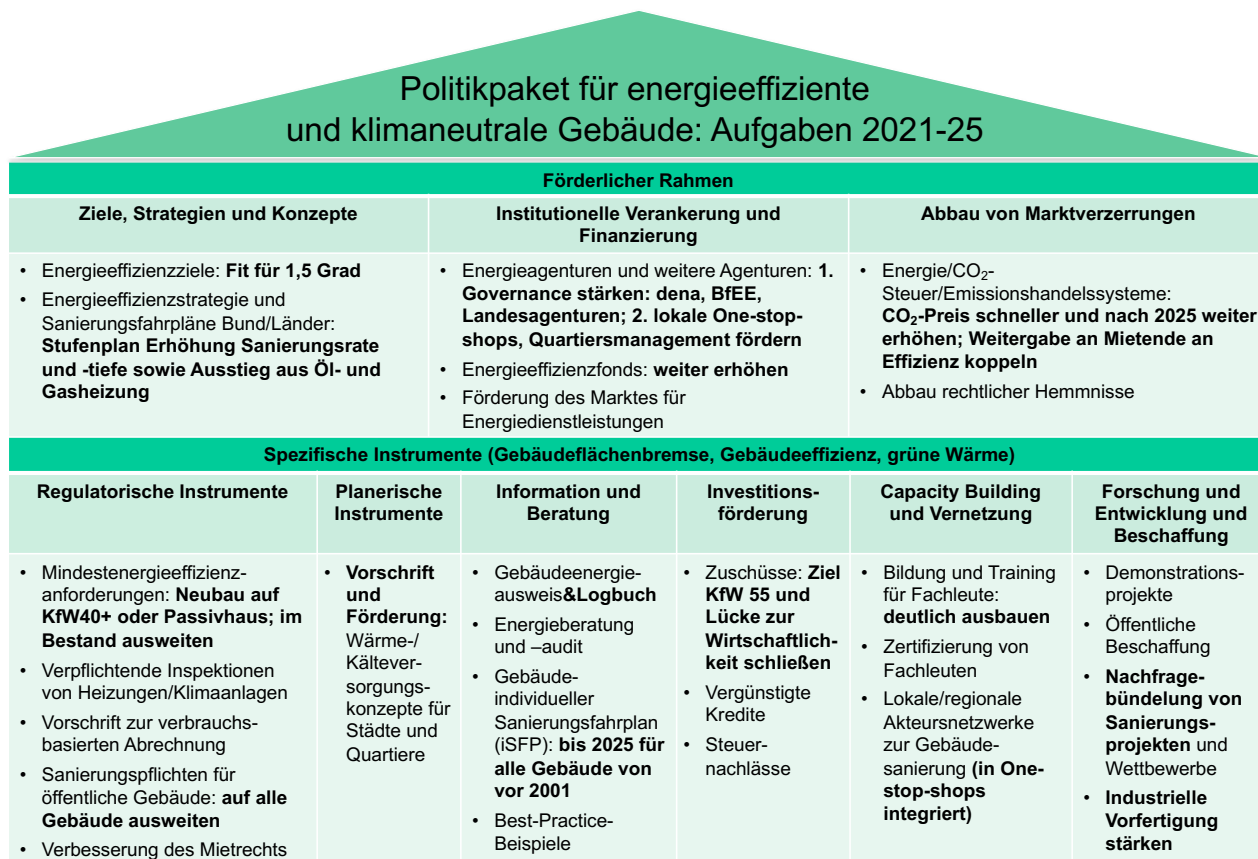 Politikpaket für energieeffiziente
und klimaneutrale Gebäude: Aufgaben 2021-25
Förderlicher Rahmen
Ziele, Strategien und Konzepte
• Energieeffizienzziele: Fit für 1,5 Grad
• Energieeffizienzstrategie und
Sanierungsfahrpläne Bund/Länder:
Stufenplan Erhöhung Sanierungsrate
und -tiefe sowie Ausstieg aus Öl- und
Gasheizung
Institutionelle Verankerung und
Finanzierung
• Energieagenturen und weitere Agenturen: 1.
Governance stärken: dena, BfEE,
Landesagenturen; 2. lokale One-stop-
shops, Quartiersmanagement fördern
• Energieeffizienzfonds: weiter erhöhen
• Förderung des Marktes für
Energiedienstleistungen
Abbau von Marktverzerrungen
• Energie/CO₂-
Steuer/Emissionshandelssysteme:
CO₂-Preis schneller und nach 2025 weiter
erhöhen; Weitergabe an Mietende an
Effizienz koppeln
• Abbau rechtlicher Hemmnisse
Spezifische Instrumente (Gebäudeflächenbremse, Gebäudeeffizienz, grüne Wärme)
Regulatorische Instrumente
• Mindestenergieeffizienz-
anforderungen: Neubau auf
KfW40+ oder Passivhaus; im
Bestand ausweiten
• Verpflichtende Inspektionen
von Heizungen/Klimaanlagen
• Vorschrift zur verbrauchs-
basierten Abrechnung
• Sanierungspflichten für
öffentliche Gebäude: auf alle
Gebäude ausweiten
• Verbesserung des Mietrechts
Planerische
Instrumente
• Vorschrift
und
Förderung:
Wärme-/
Kältever-
sorgungs-
konzepte für
Städte und
Quartiere
Information und
Beratung
• Gebäudeenergie-
ausweis&Logbuch
• Energieberatung
und –audit
• Gebäude-
individueller
Sanierungsfahrplan
(iSFP): bis 2025 für
alle Gebäude von
vor 2001
• Best-Practice-
Beispiele
Investitions-
förderung
• Zuschüsse: Ziel
KfW 55 und
Lücke zur
Wirtschaftlich-
keit schließen
• Vergünstigte
Kredite
• Steuer-
nachlässe
Capacity Building
und Vernetzung
• Bildung und Training
für Fachleute:
deutlich ausbauen
• Zertifizierung von
Fachleuten
• Lokale/regionale
Akteursnetzwerke
zur Gebäude-
sanierung (in One-
stop-shops
integriert)
Forschung und
Entwicklung und
Beschaffung
• Demonstrations-
projekte
• Öffentliche
Beschaffung
• Nachfrage-
bündelung von
Sanierungs-
projekten und
Wettbewerbe
• Industrielle
Vorfertigung
stärken